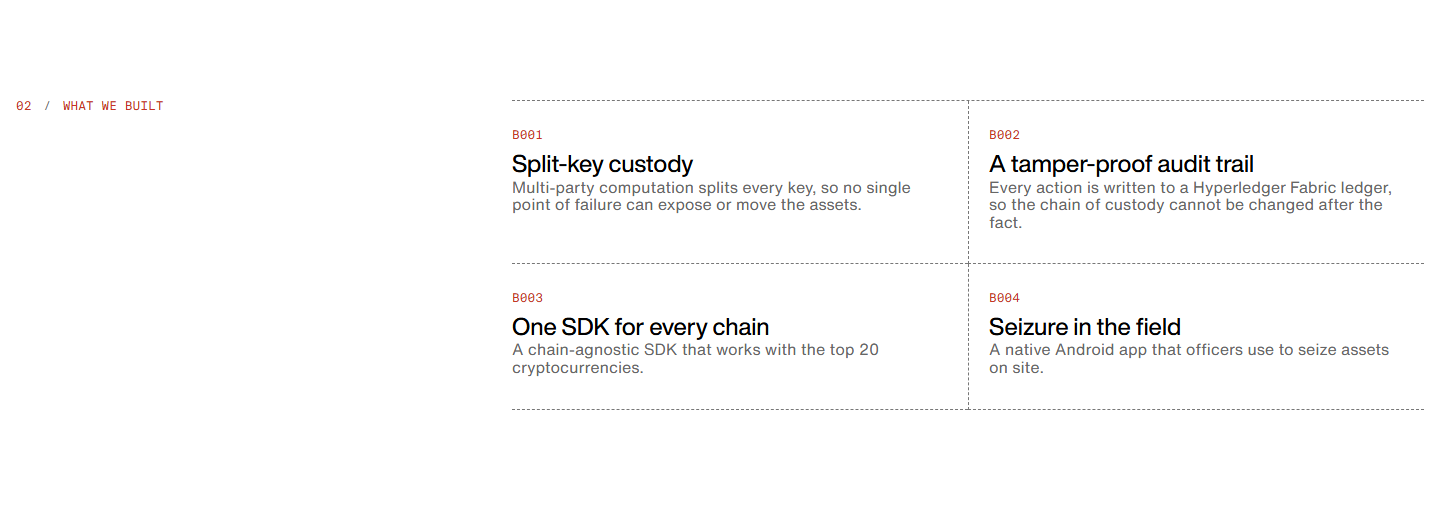 02 / WHAT WE BUILT
B001
Split-key custody
Multi-party computation splits every key, so no single
point of failure can expose or move the assets.
B002
A tamper-proof audit trail
Every action is written to a Hyperledger Fabric ledger,
so the chain of custody cannot be changed after the
fact.
B003
One SDK for every chain
A chain-agnostic SDK that works with the top 20
cryptocurrencies.
B004
Seizure in the field
A native Android app that officers use to seize assets
on site.